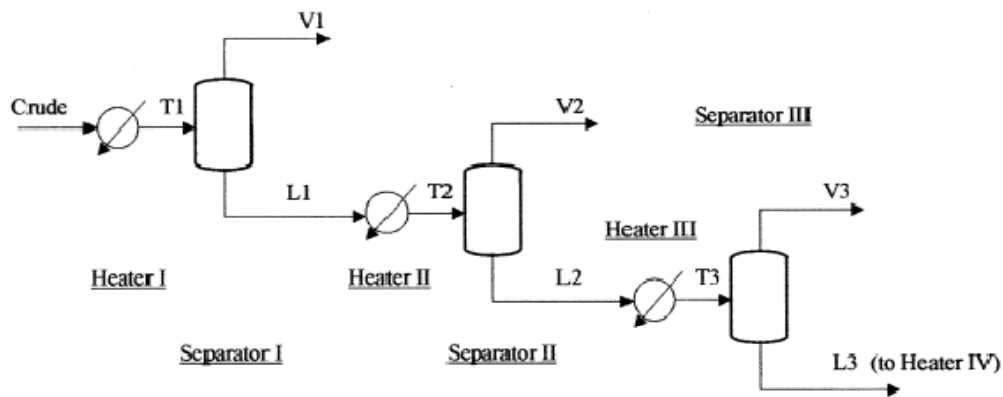 V1
Crude
T1
V2
Separator III
L1
T2
V3
Heater I
Heater II
Heater III
L2
T3
Separator I
Separator II
L3 (to Heater IV)